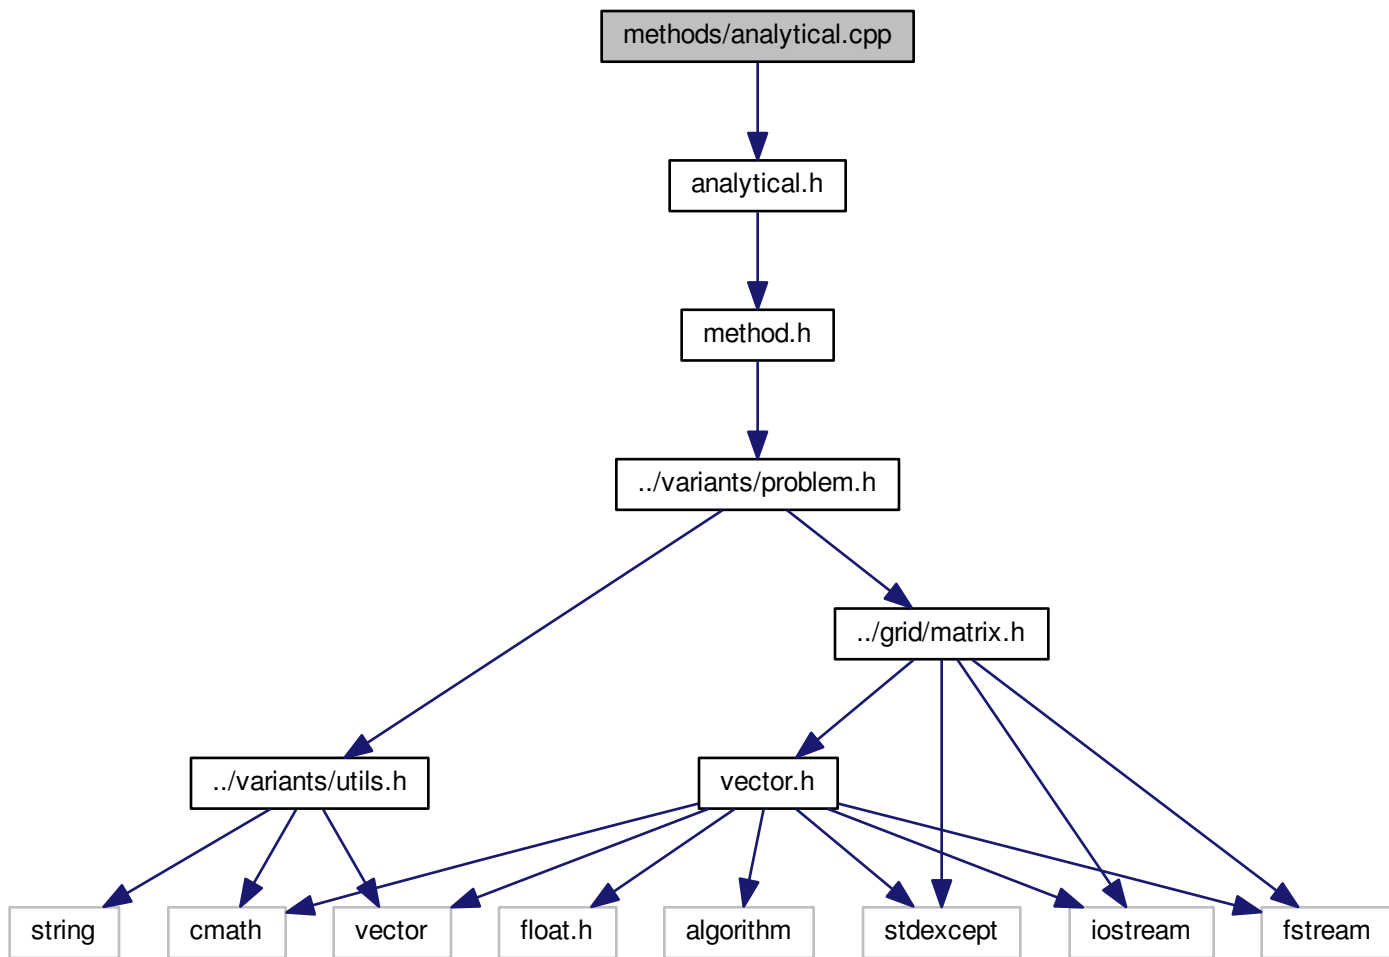 methods/analytical.cpp
analytical.h
method.h
../variants/problem.h
../grid/matrix.h
../variants/utils.h
vector.h
string
cmath
vector
float.h
algorithm
stdexcept
iostream
fstream